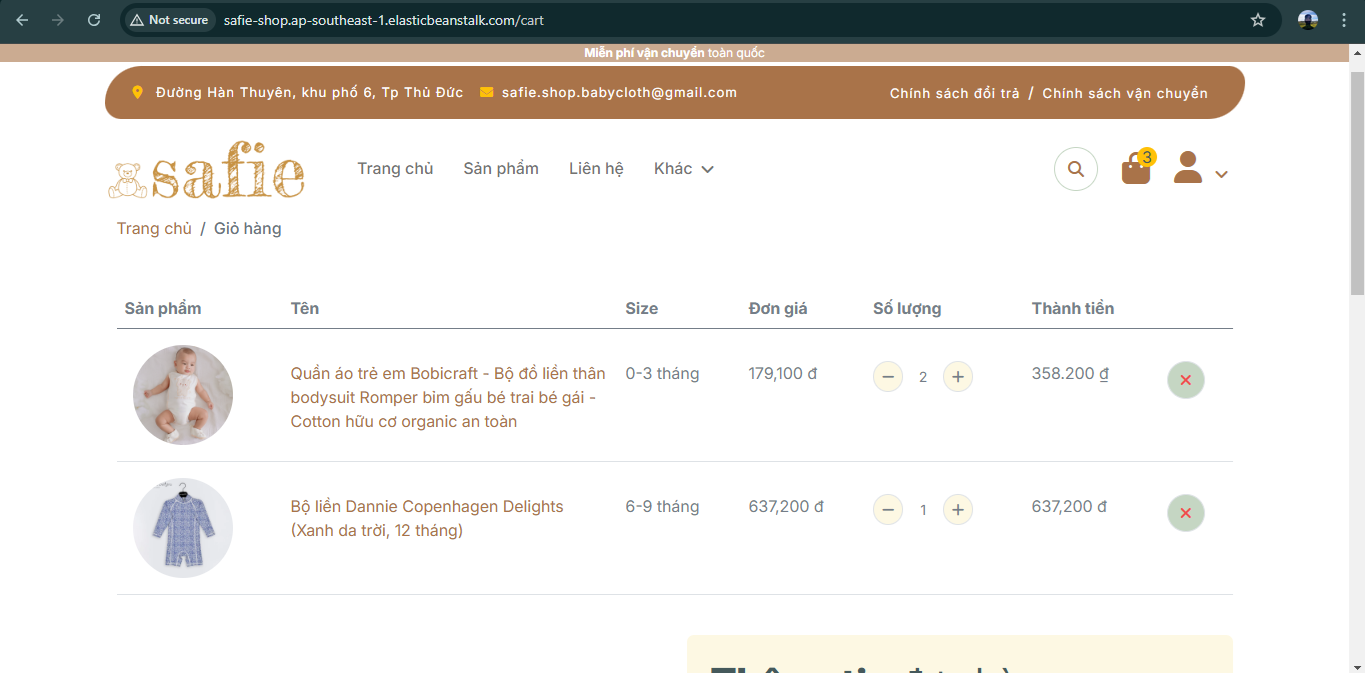 Not secure
safie-shop.ap-southeast-1.elasticbeanstalk.com/cart
Miễn phí vận chuyển toàn quốc
Đường Hàn Thuyên, khu phố 6, Tp Thủ Đức
safie.shop.babycloth@gmail.com
Chính sách đổi trả / Chính sách vận chuyển
safie
Trang chủ
Sản phẩm
Liên hệ
Khác
3
Trang chủ / Giỏ hàng
Sản phẩm
Tên
Size
Đơn giá
Số lượng
Thành tiền
Quần áo trẻ em Bobicraft - Bộ đồ liền thân
bodysuit Romper bỉm gấu bé trai bé gái -
Cotton hữu cơ organic an toàn
0-3 tháng
179,100 đ
2
358.200 ₫
Bộ liền Dannie Copenhagen Delights
(Xanh da trời, 12 tháng)
6-9 tháng
637,200 đ
1
637,200 đ